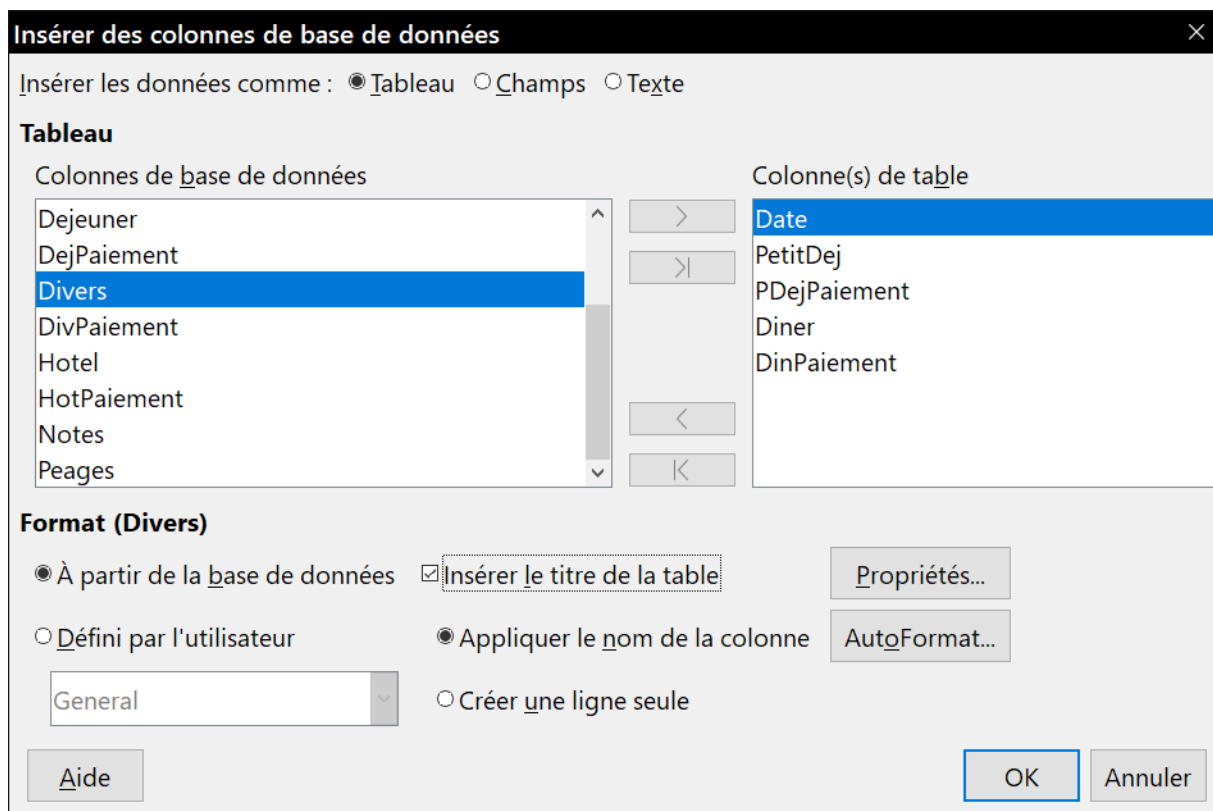 Insérer des colonnes de base de données
Insérer les données comme : Tableau Champs Texte
Tableau
Colonnes de base de données
Colonne(s) de table
Dejeuner
DejPaiement
Divers
DivPaiement
Hotel
HotPaiement
Notes
Peages
Date
PetitDej
PDejPaiement
Diner
DinPaiement
Format (Divers)
À partir de la base de données
Insérer le titre de la table
Propriétés...
Défini par l'utilisateur
Appliquer le nom de la colonne
AutoFormat...
General
Créer une ligne seule
Aide
OK
Annuler